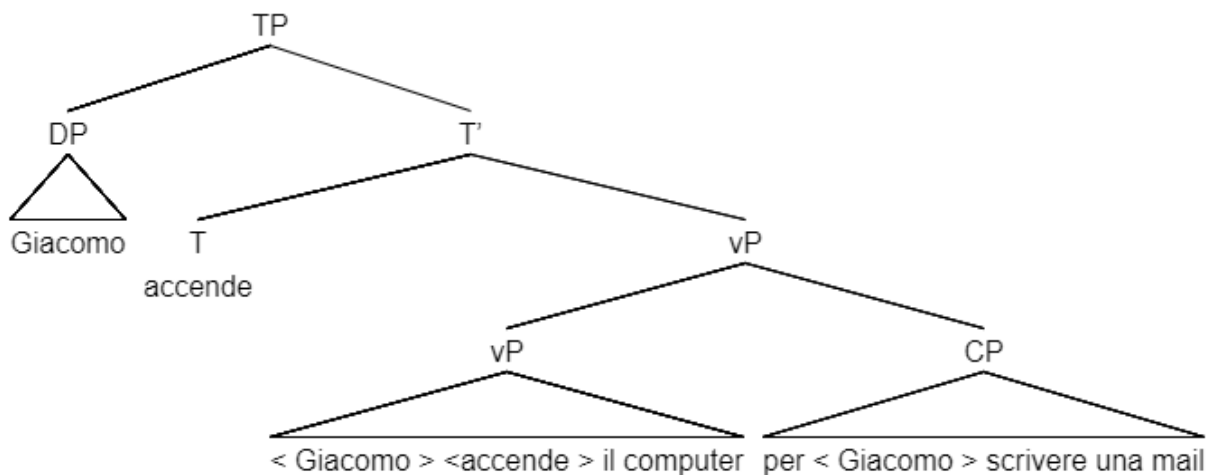 TP
DP T’
Giacomo T vP
accende
vP CP
< Giacomo > <accende > il computer per < Giacomo > scrivere una mail